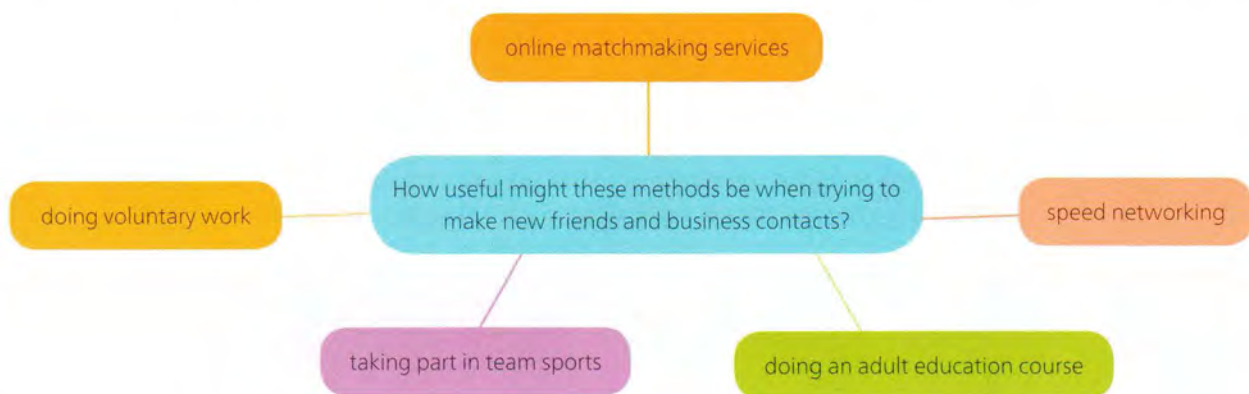 online matchmaking services
How useful might these methods be when trying to
make new friends and business contacts?
doing voluntary work
speed networking
taking part in team sports
doing an adult education course